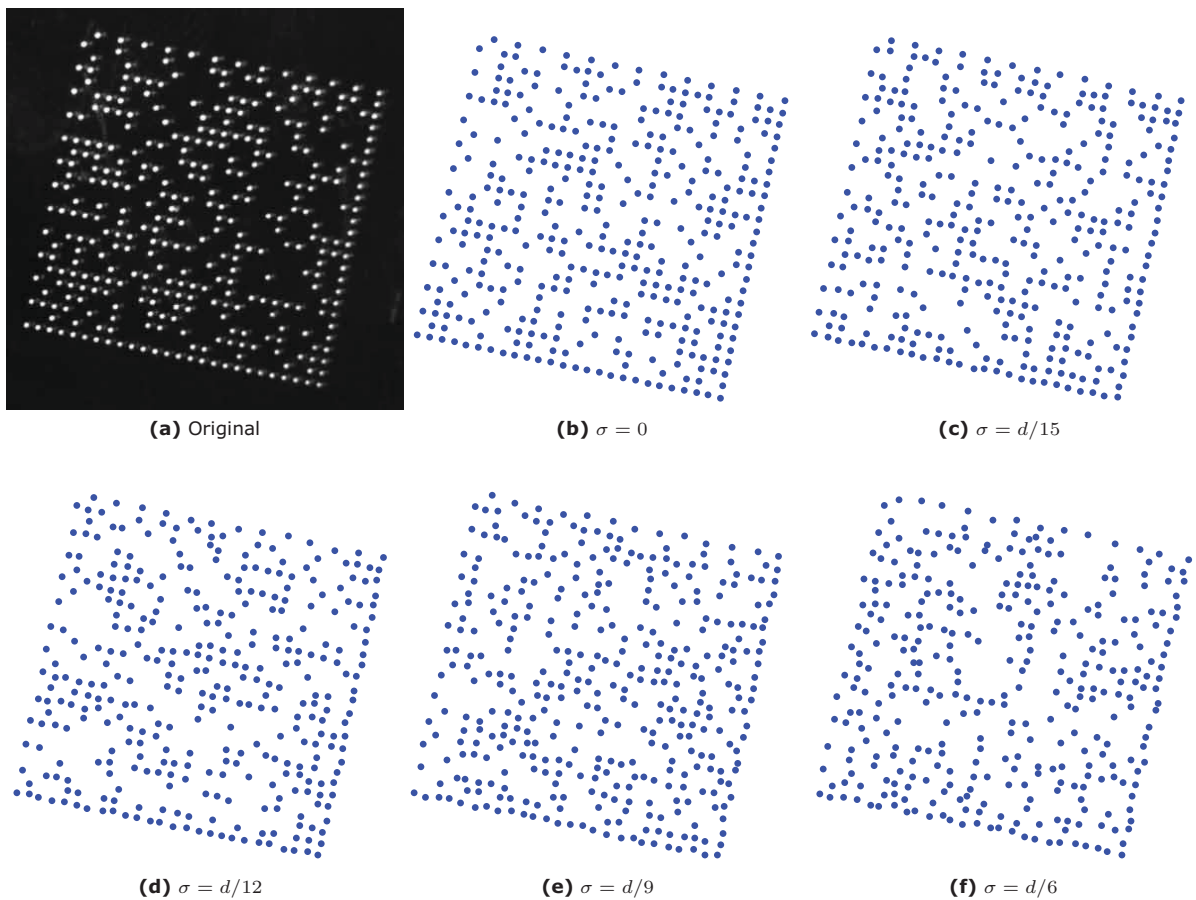 (a) Original
(b) σ = 0
(c) σ = d/15
(d) σ = d/12
(e) σ = d/9
(f) σ = d/6